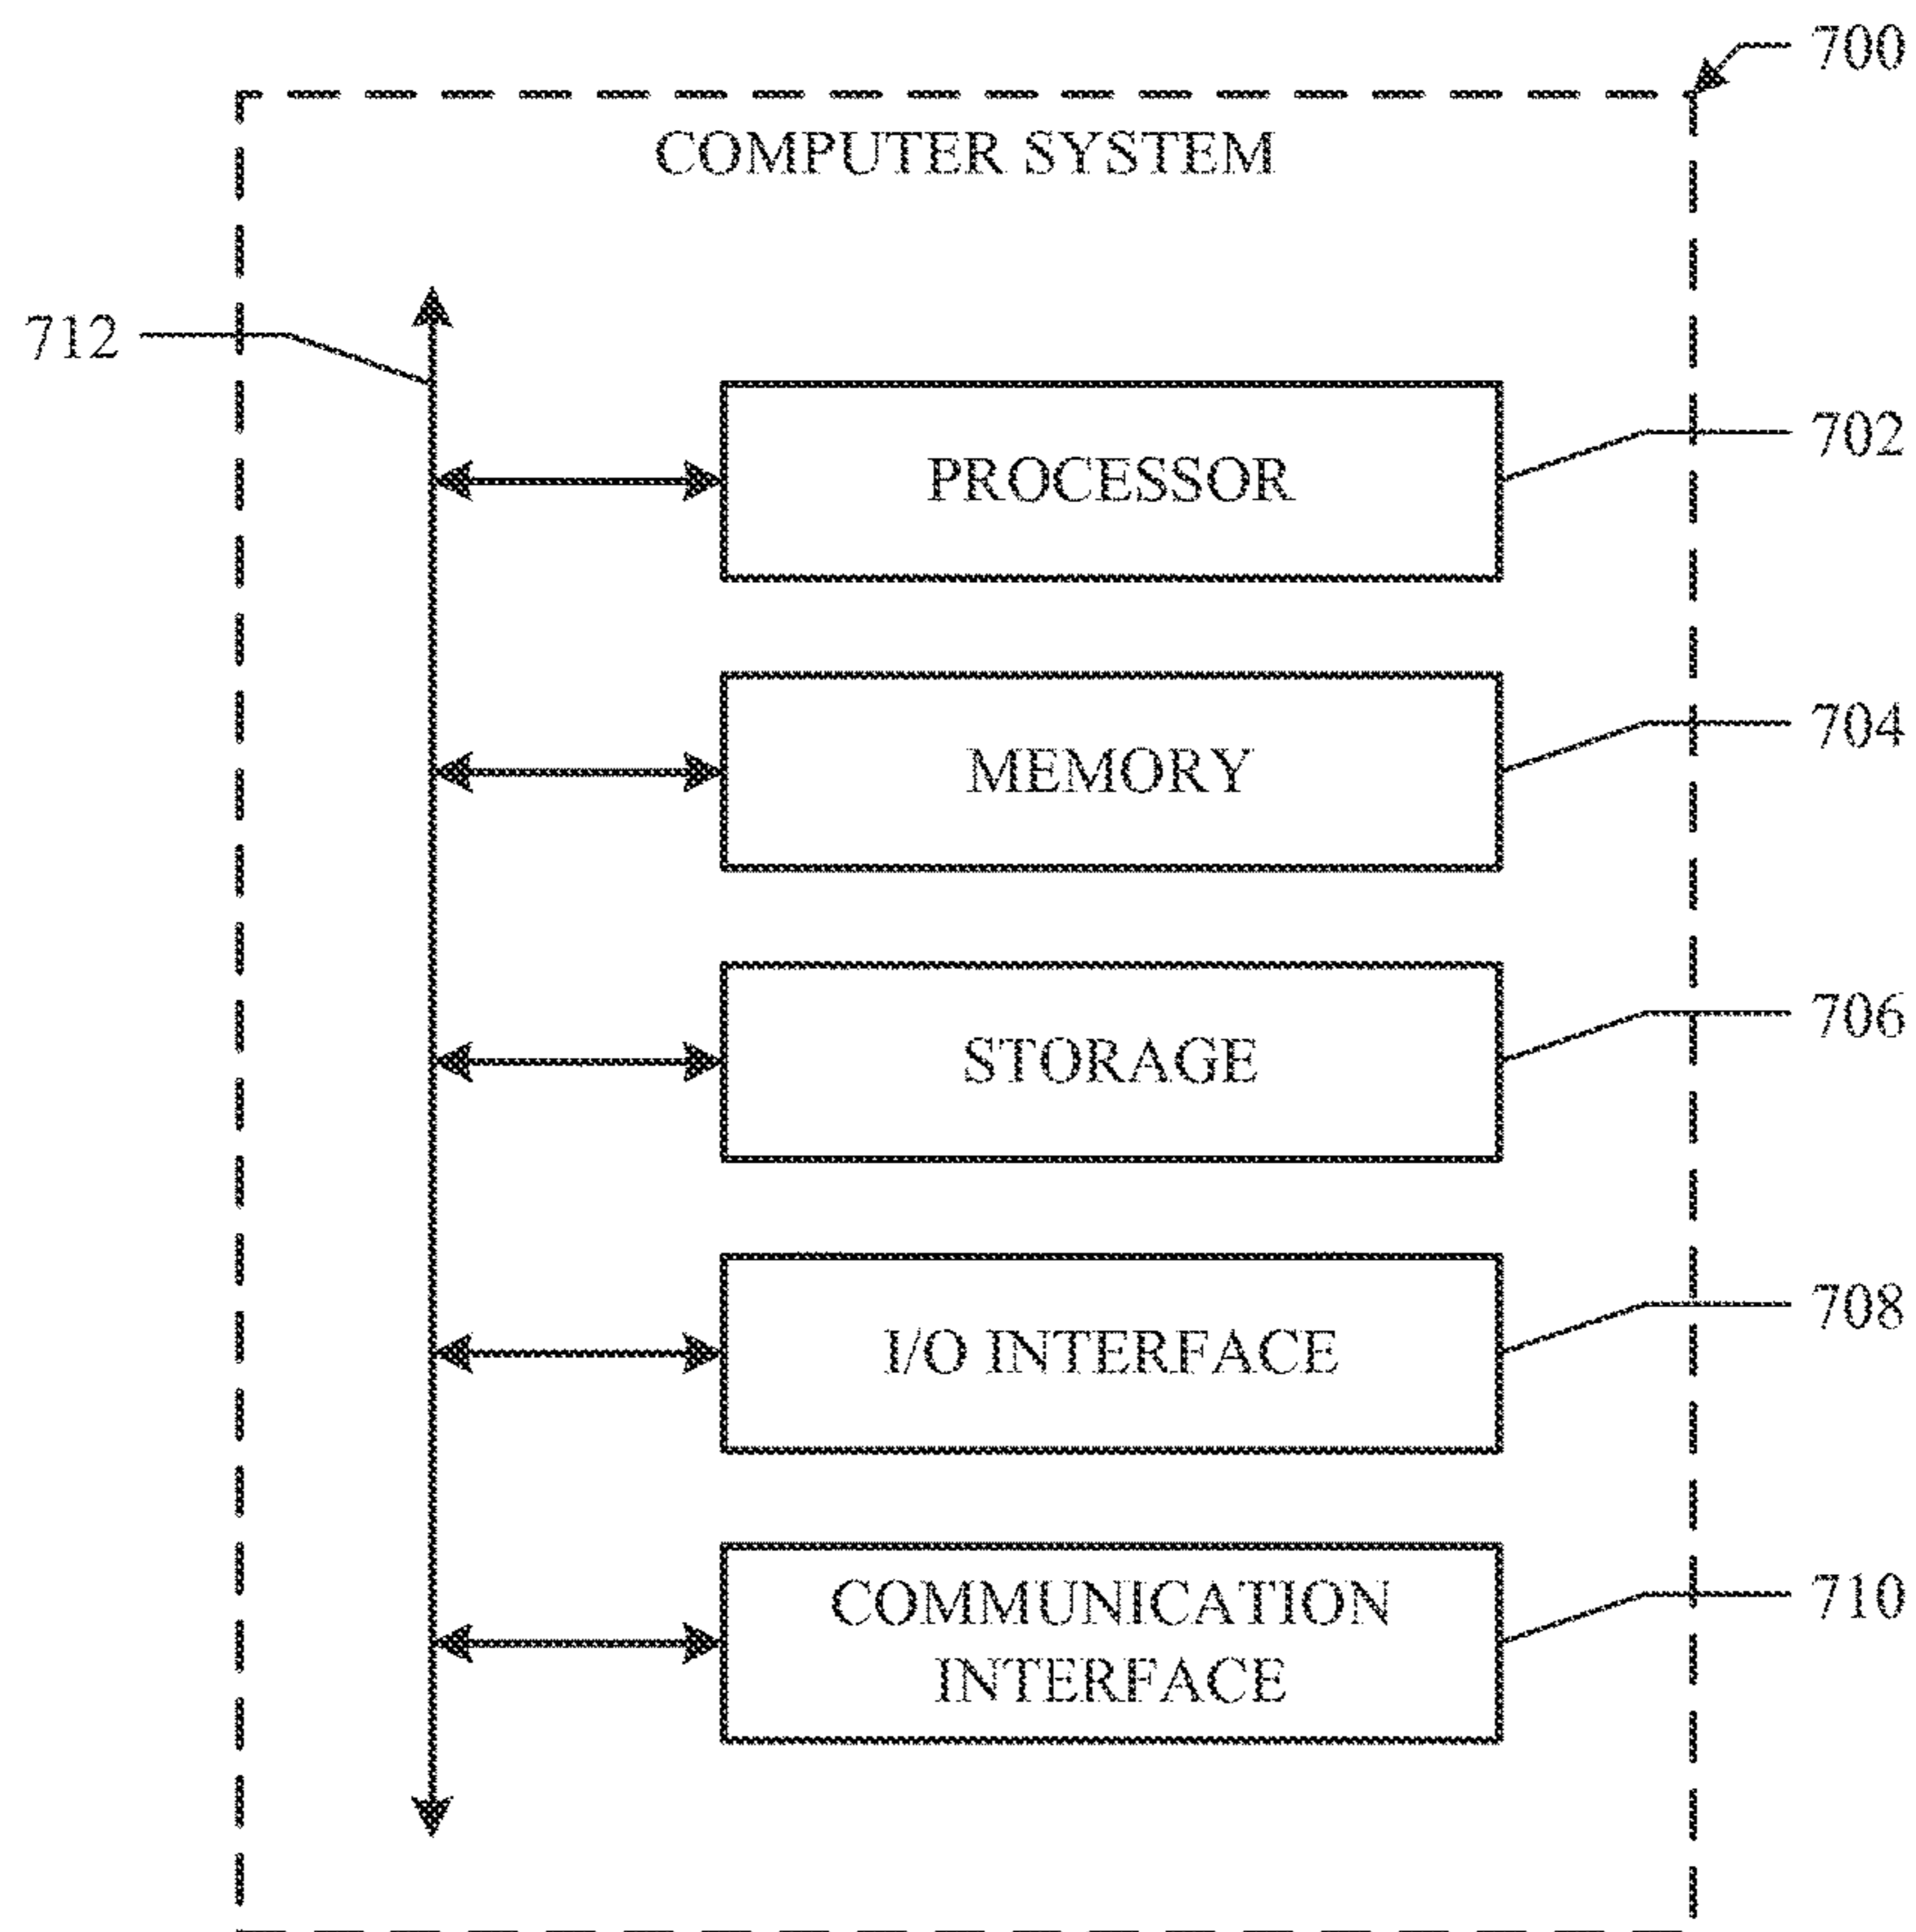 700
COMPUTER SYSTEM
712
PROCESSOR
702
MEMORY
704
STORAGE
706
I/O INTERFACE
708
COMMUNICATION
INTERFACE
710